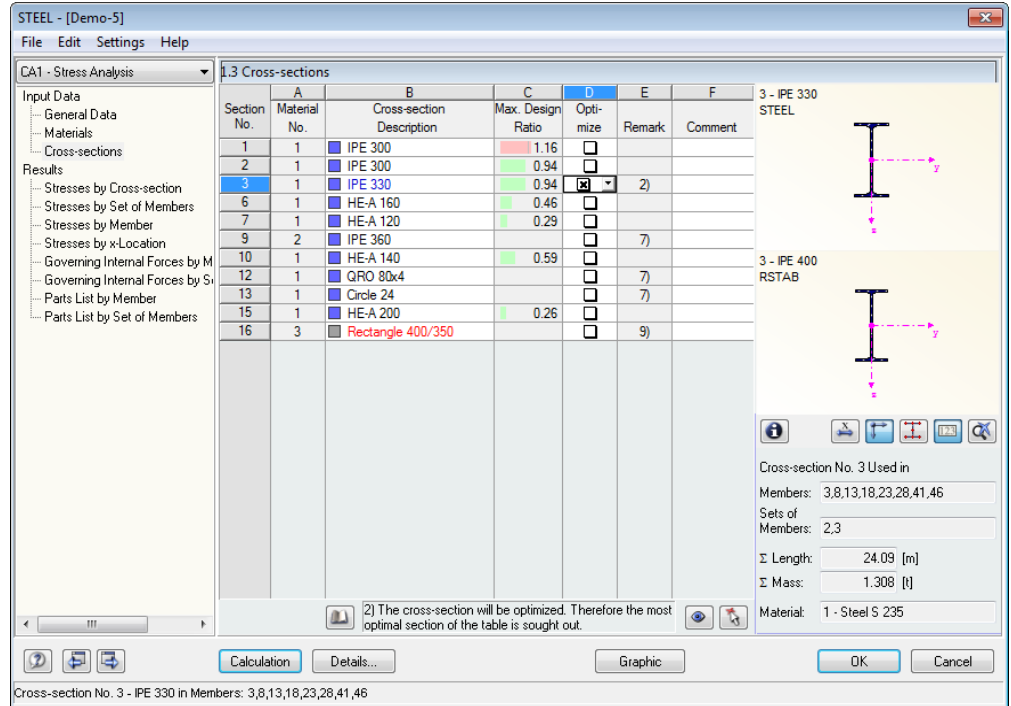 STEEL - [Demo-5]
File Edit Settings Help
CA1 - Stress Analysis
1.3 Cross-sections
Input Data
General Data
Materials
Cross-sections
Results
Stresses by Cross-section
Stresses by Set of Members
Stresses by Member
Stresses by x-Location
Governing Internal Forces by M
Governing Internal Forces by S
Parts List by Member
Parts List by Set of Members
A B C D E F
Section Material Cross-section Max. Design Opti-
No. No. Description Ratio mize Remark Comment
1 1 IPE 300 1.16
2 1 IPE 300 0.94
3 1 IPE 330 0.94 2)
6 1 HE-A 160 0.46
7 1 HE-A 120 0.29
9 2 IPE 360 7)
10 1 HE-A 140 0.59
12 1 QRO 80x4 7)
13 1 Circle 24 7)
15 1 HE-A 200 0.26
16 3 Rectangle 400/350 9)
2) The cross-section will be optimized. Therefore the most
optimal section of the table is sought out.
3 - IPE 330
STEEL
y
z
3 - IPE 400
RSTAB
y
z
Cross-section No. 3 Used in
Members: 3,8,13,18,23,28,41,46
Sets of
Members: 2,3
Σ Length: 24.09 [m]
Σ Mass: 1.308 [t]
Material: 1 - Steel S 235
Calculation Details... Graphic OK Cancel
Cross-section No. 3 - IPE 330 in Members: 3,8,13,18,23,28,41,46